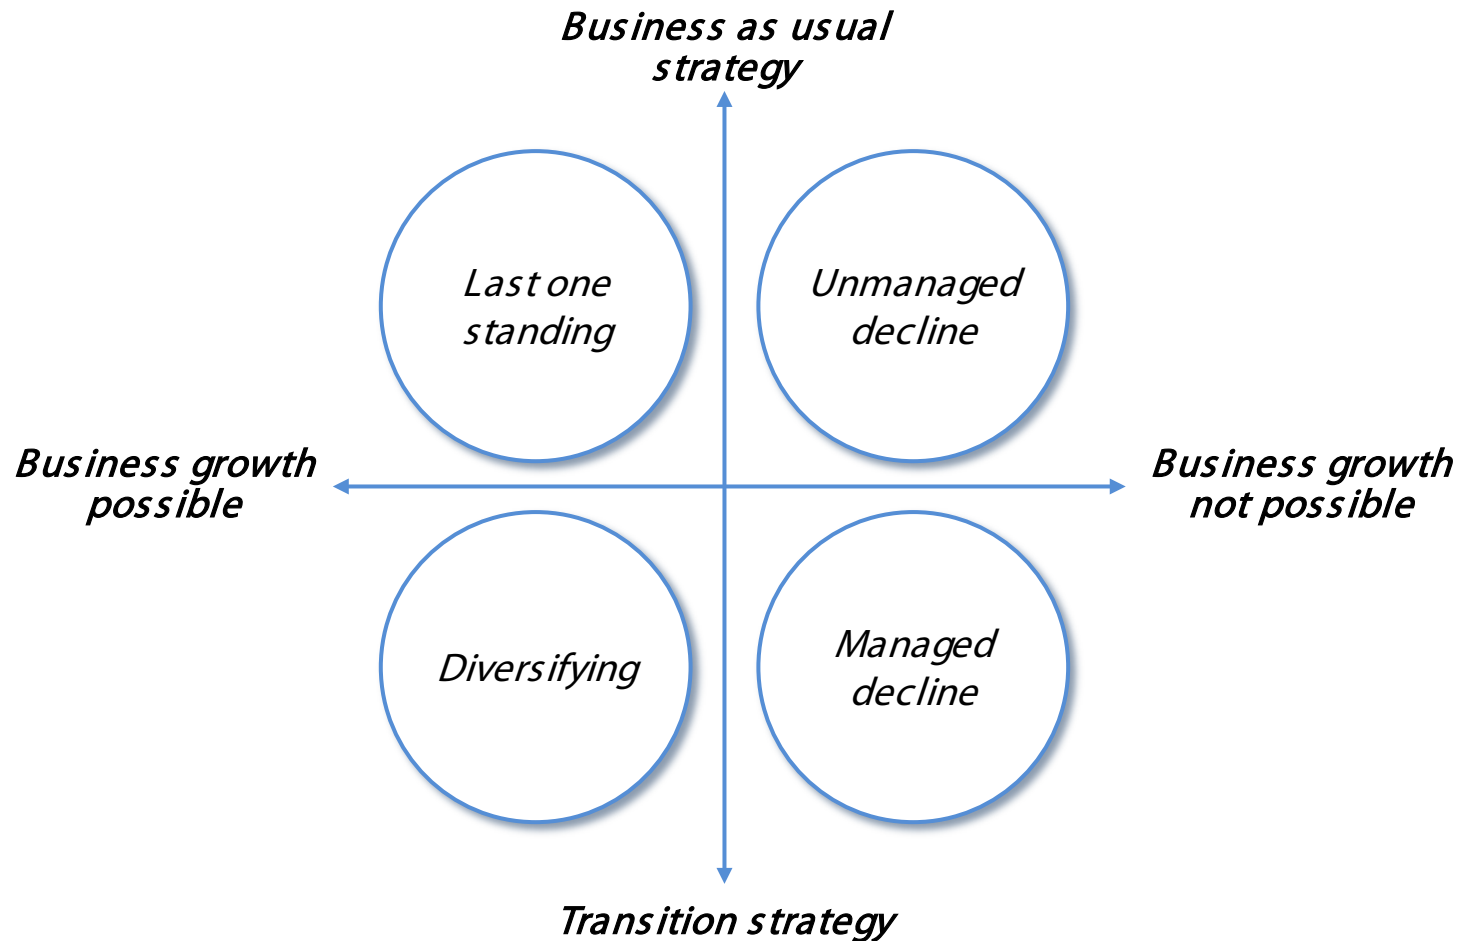 Business as usual
strategy
Last one
standing
Unmanaged
decline
Business growth
possible
Business growth
not possible
Diversifying
Managed
decline
Transition strategy